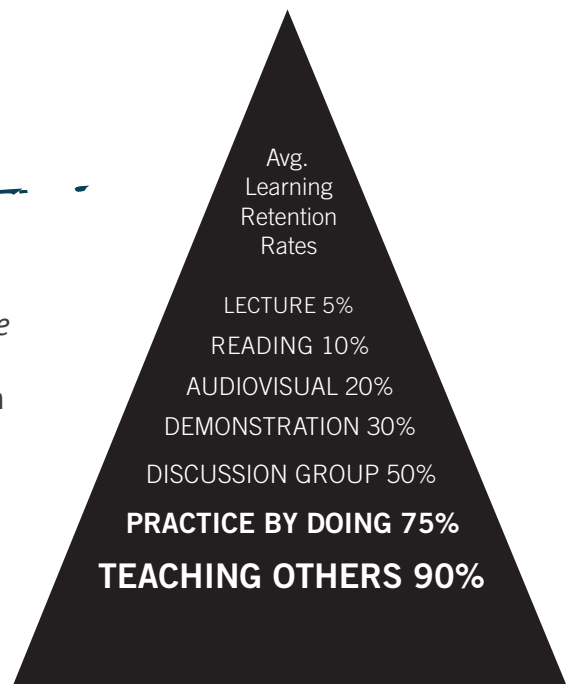 Avg.
Learning
Retention
Rates
e
LECTURE 5%
READING 10%
AUDIOVISUAL 20%
DEMONSTRATION 30%
DISCUSSION GROUP 50%
PRACTICE BY DOING 75%
TEACHING OTHERS 90%